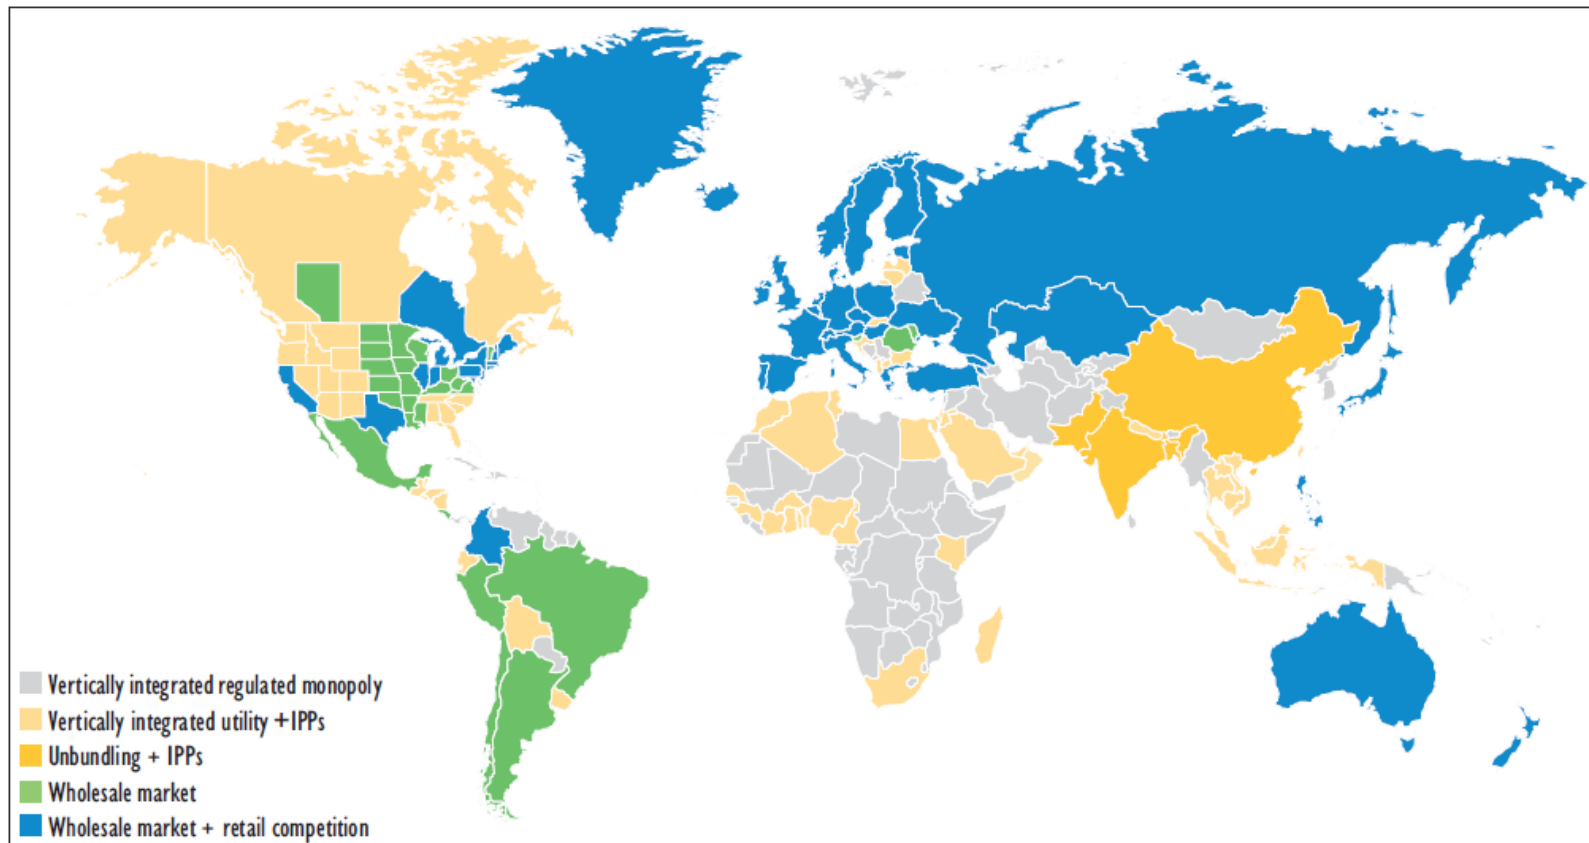 Vertically integrated regulated monopoly
Vertically integrated utility +IPPs
Unbundling + IPPs
Wholesale market
Wholesale market + retail competition